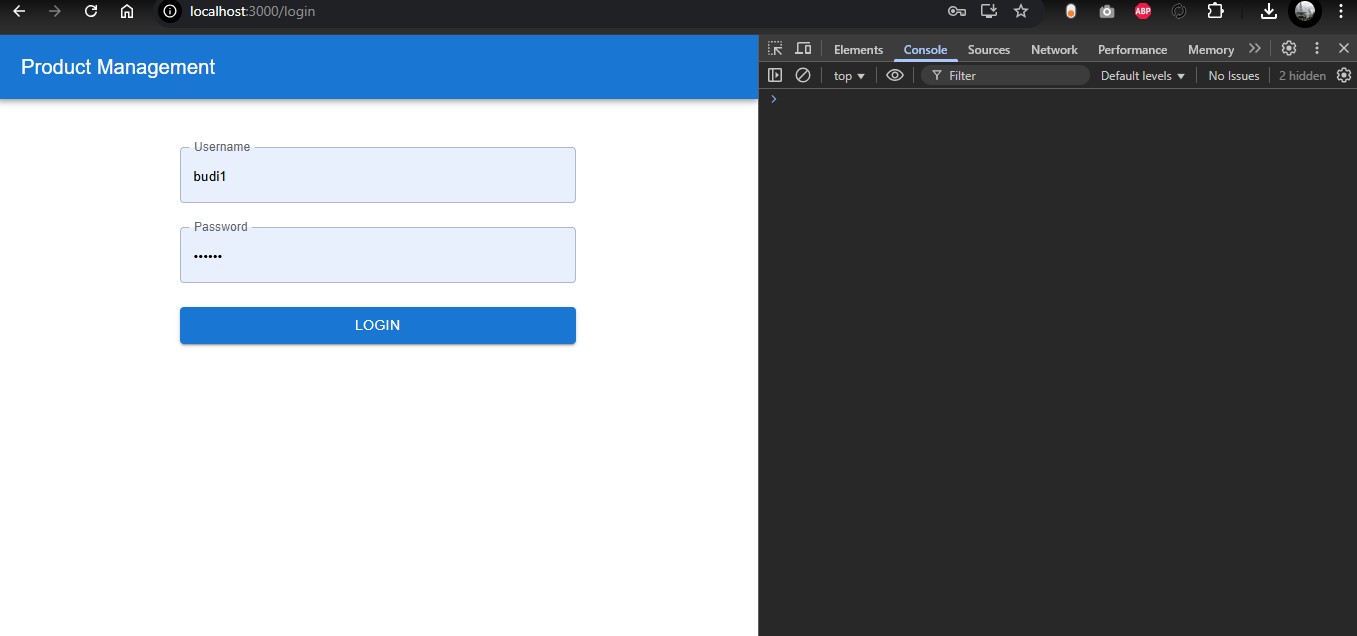 localhost:3000/login
ABP
Elements Console Sources Network Performance Memory
top Filter Default levels No Issues 2 hidden
Product Management
Username
budi1
Password
••••••
LOGIN